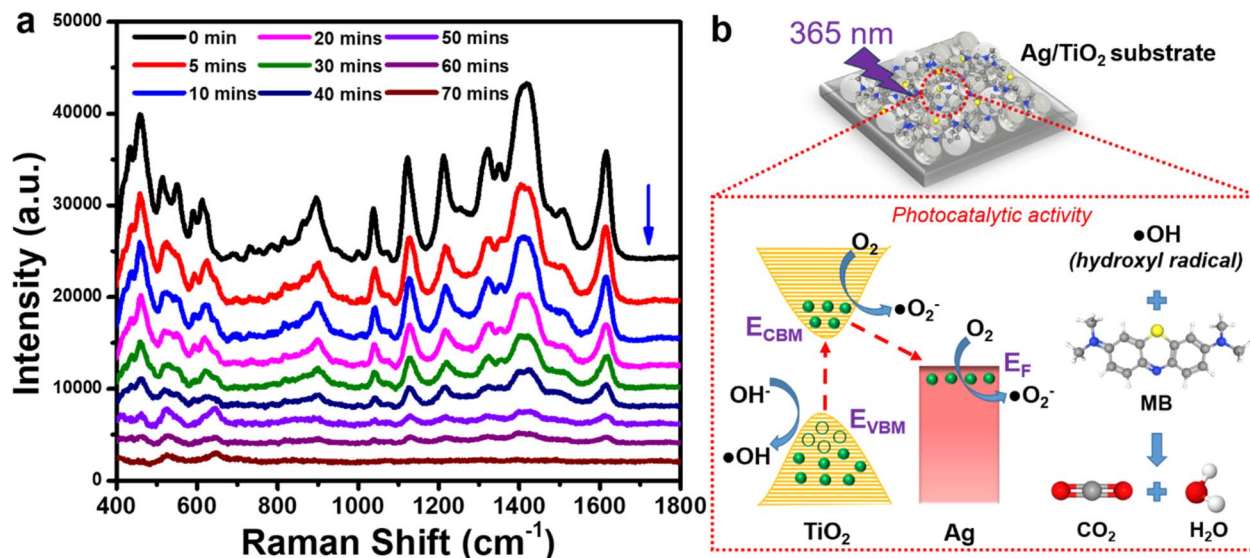 a
50000
40000
30000
20000
10000
0
Intensity (a.u.)
0 min 20 mins 50 mins
5 mins 30 mins 60 mins
10 mins 40 mins 70 mins
400 600 800 1000 1200 1400 1600 1800
Raman Shift (cm⁻¹)
b
365 nm
Ag/TiO₂ substrate
Photocatalytic activity
O₂
●O₂⁻
E_CBM
OH⁻
●OH
E_VBM
TiO₂
O₂
E_F
●O₂⁻
Ag
●OH
(hydroxyl radical)
MB
CO₂ H₂O